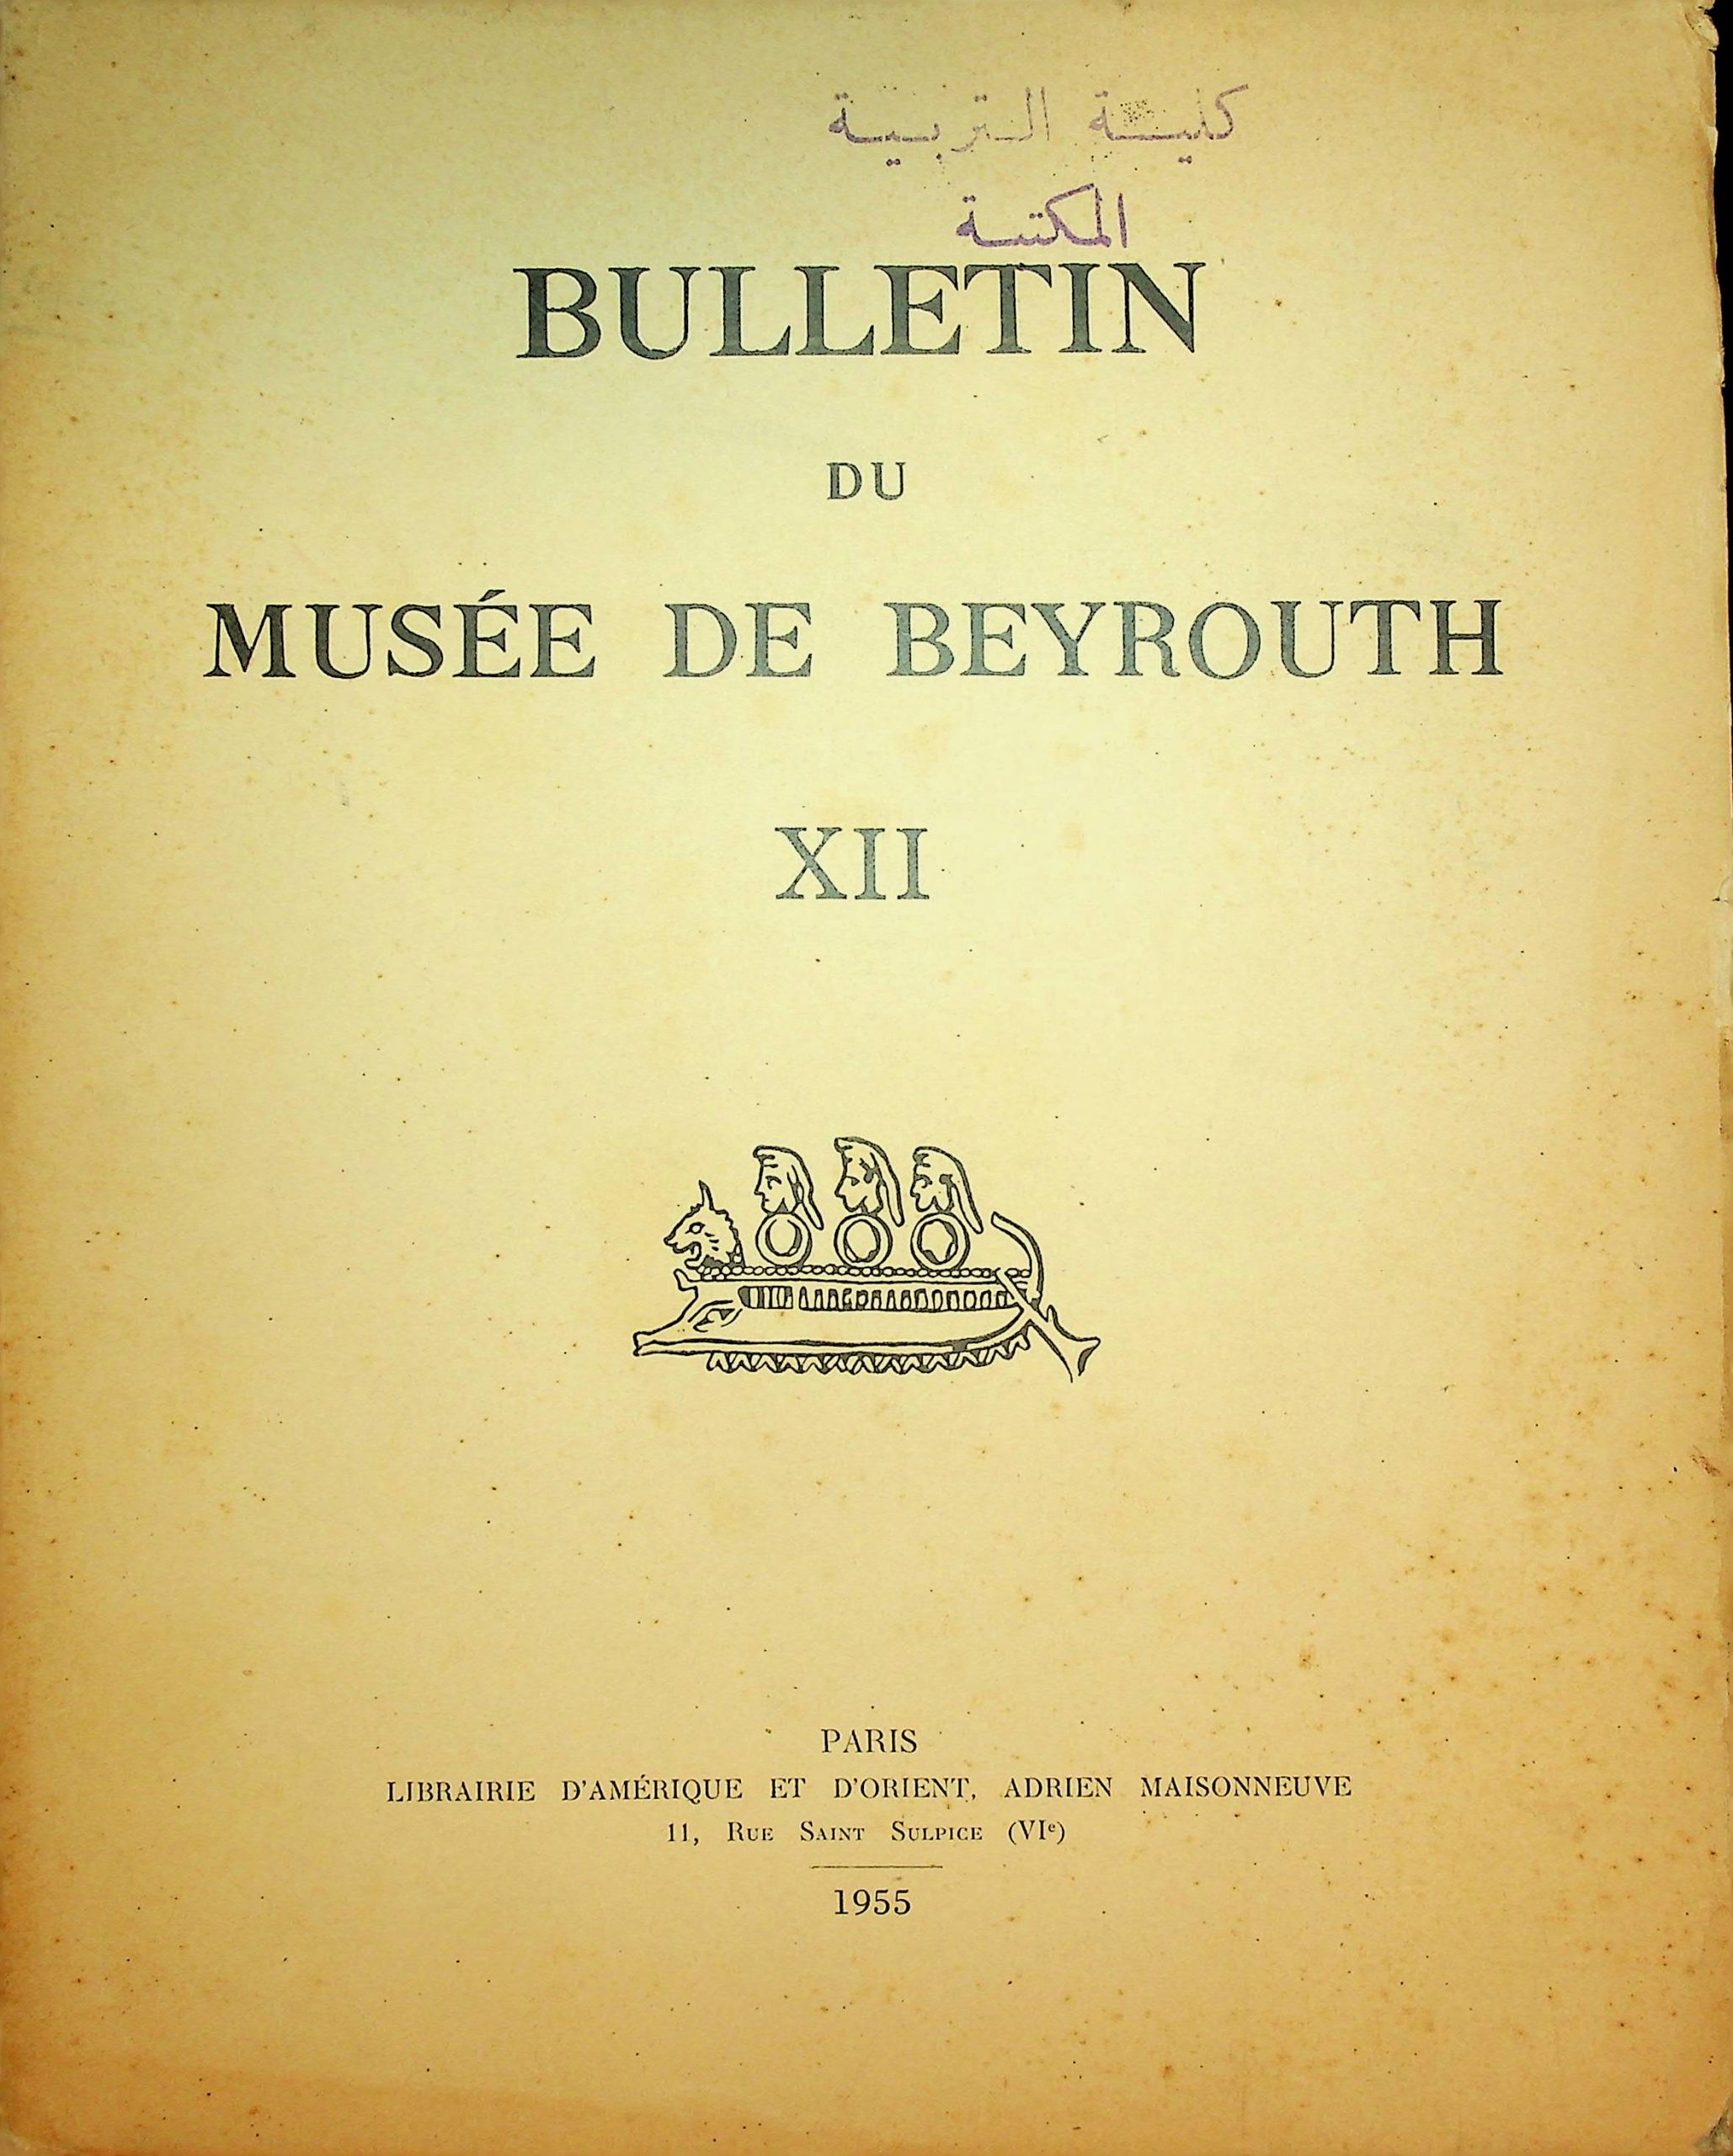 كلية التربية
المكتبة
BULLETIN
DU
MUSÉE DE BEYROUTH
XII
PARIS
LIBRAIRIE D'AMÉRIQUE ET D'ORIENT, ADRIEN MAISONNEUVE
11, RUE SAINT SULPICE (VIe)
1955